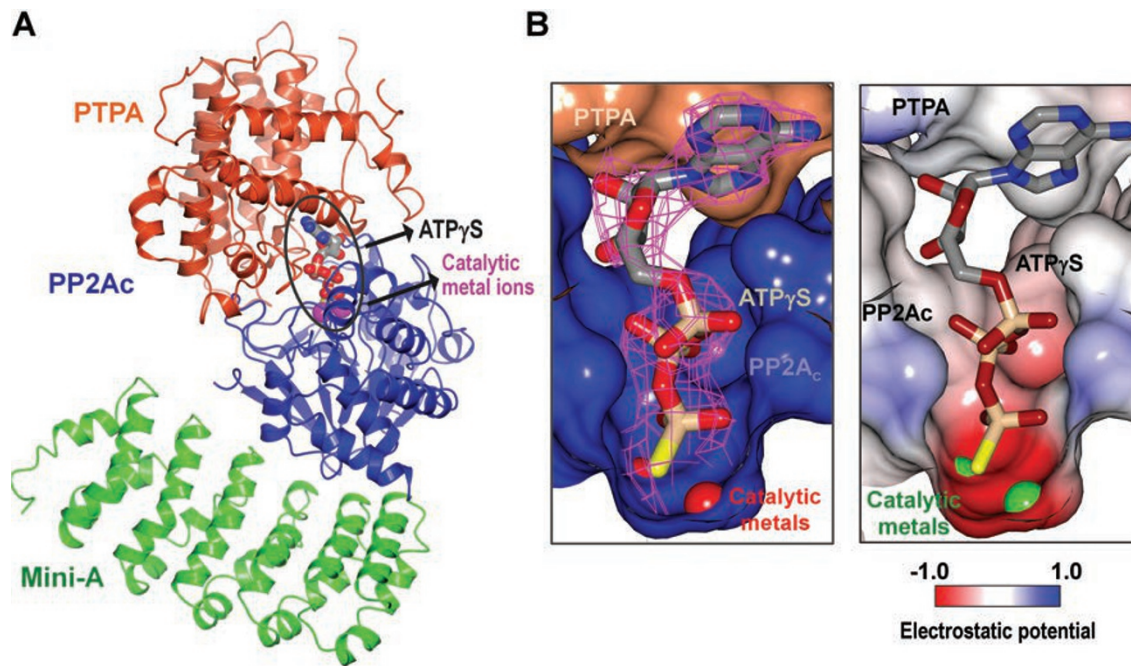 A
PTPA
ATPγS
PP2Ac
Catalytic
metal ions
Mini-A
B
PTPA
ATPγS
PP2Ac
Catalytic
metals
PTPA
ATPγS
PP2Ac
Catalytic
metals
-1.0 1.0
Electrostatic potential